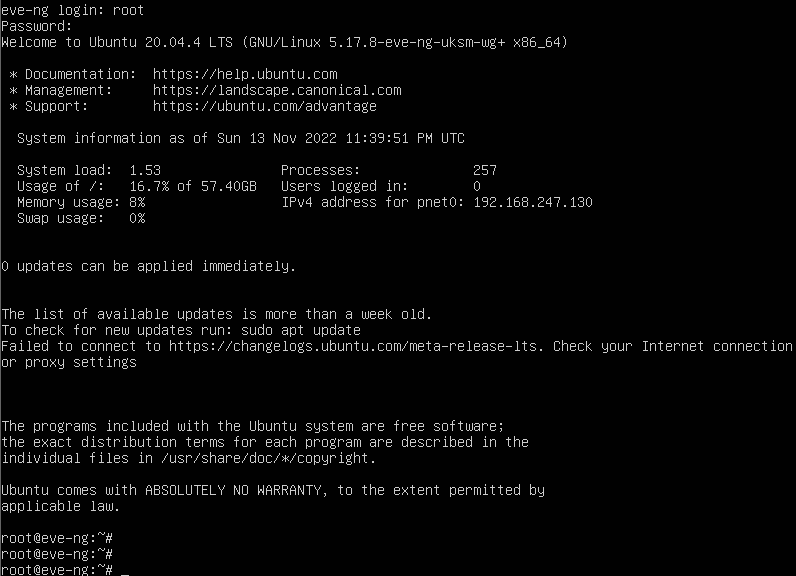 eve-ng login: root
Password:
Welcome to Ubuntu 20.04.4 LTS (GNU/Linux 5.17.8-eve-ng-uksm-wg+ x86_64)
* Documentation:  https://help.ubuntu.com
* Management:     https://landscape.canonical.com
* Support:        https://ubuntu.com/advantage
System information as of Sun 13 Nov 2022 11:39:51 PM UTC
System load:  1.53               Processes:              257
Usage of /:   16.7% of 57.40GB   Users logged in:        0
Memory usage: 8%                 IPv4 address for pnet0: 192.168.247.130
Swap usage:   0%
0 updates can be applied immediately.
The list of available updates is more than a week old.
To check for new updates run: sudo apt update
Failed to connect to https://changelogs.ubuntu.com/meta-release-lts. Check your Internet connection
or proxy settings
The programs included with the Ubuntu system are free software;
the exact distribution terms for each program are described in the
individual files in /usr/share/doc/*/copyright.
Ubuntu comes with ABSOLUTELY NO WARRANTY, to the extent permitted by
applicable law.
root@eve-ng:~#
root@eve-ng:~#
root@eve-ng:~# _